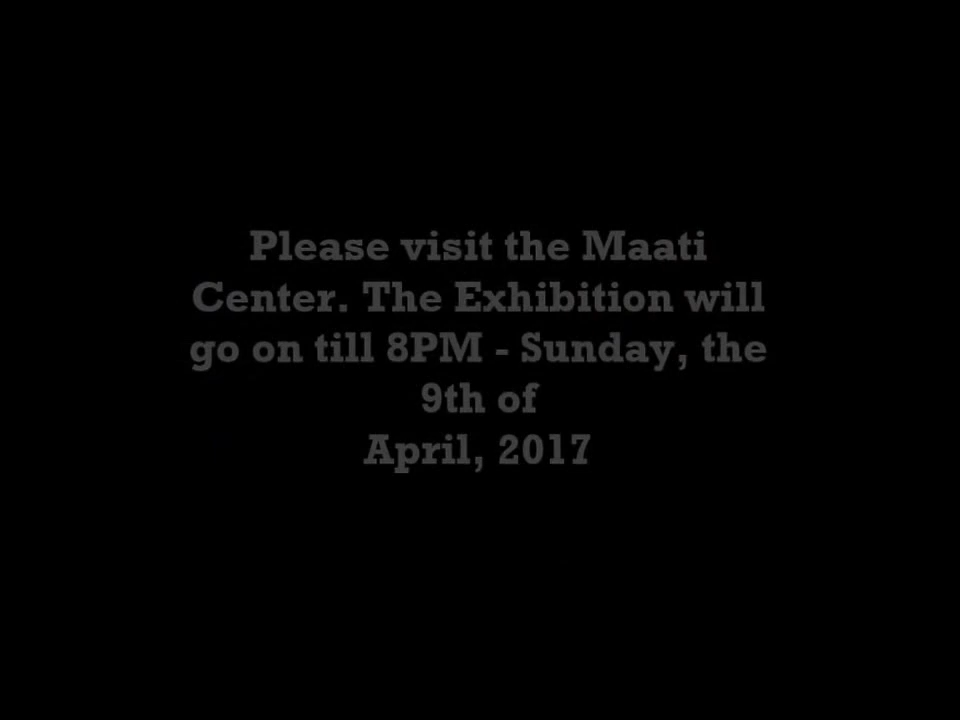 Please visit the Maati
Center. The Exhibition will
go on till 8PM - Sunday, the
9th of
April, 2017